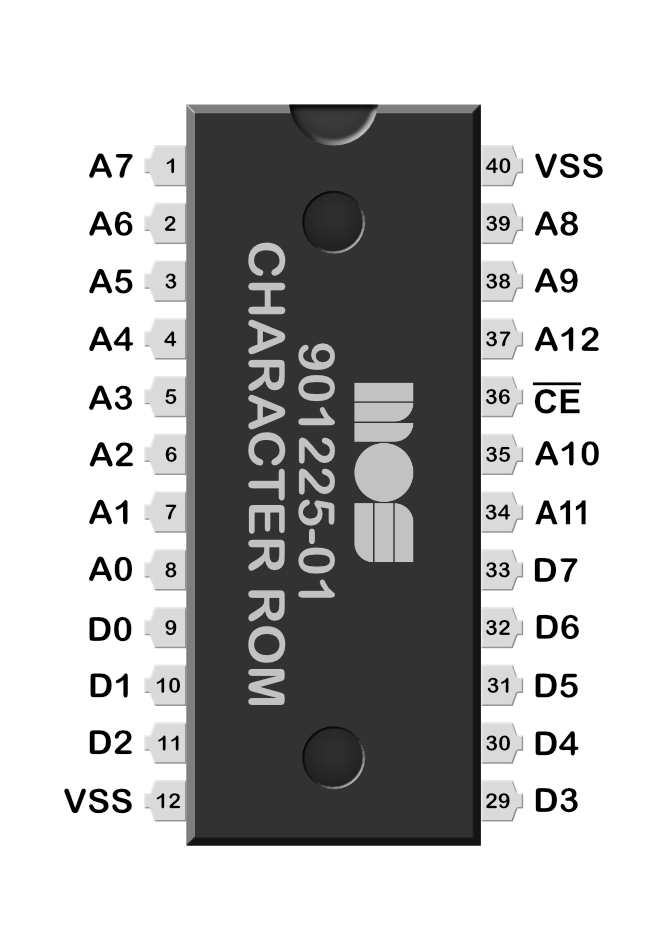 A7 1 40 VSS
A6 2 39 A8
A5 3 38 A9
A4 4 37 A12
A3 5 36 C̅E̅
A2 6 35 A10
A1 7 34 A11
A0 8 33 D7
D0 9 32 D6
D1 10 31 D5
D2 11 30 D4
VSS 12 29 D3
mos
901225-01
CHARACTER ROM